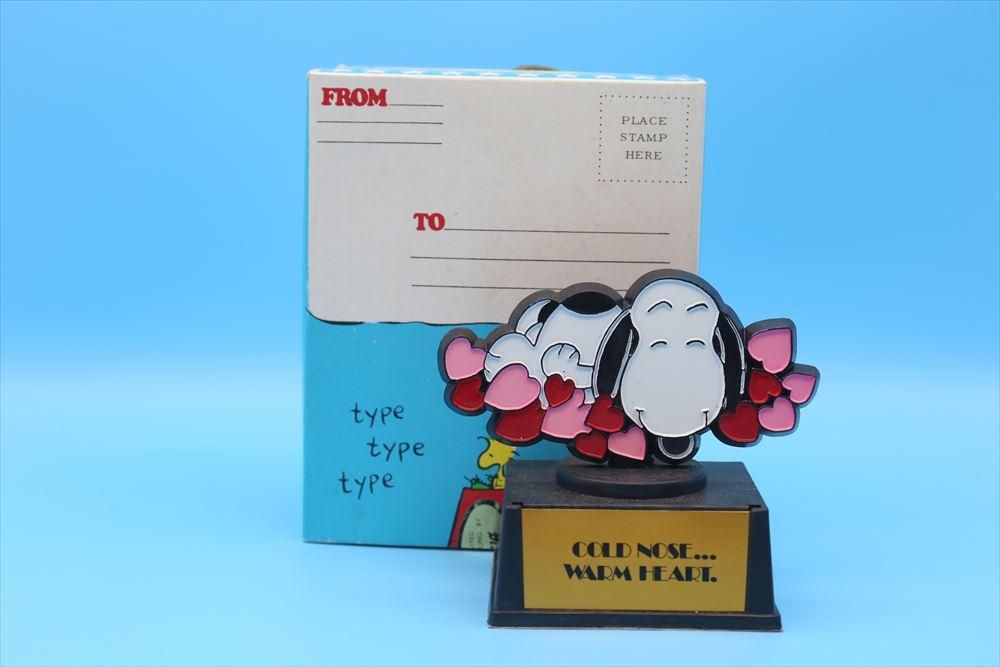 FROM
PLACE
STAMP
HERE
TO
type
type
type
COLD NOSE...
WARM HEART.